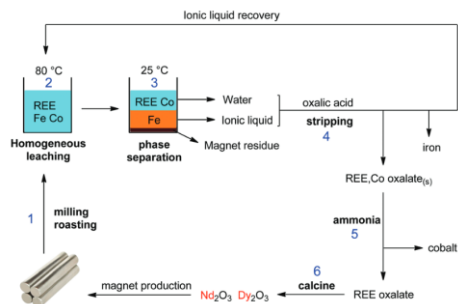 Ionic liquid recovery
80 °C
2
REE
Fe Co
Homogeneous
leaching
25 °C
3
REE Co
Fe
phase
separation
Water
Ionic liquid
Magnet residue
oxalic acid
stripping
4
iron
REE,Co oxalate(s)
ammonia
5
cobalt
REE oxalate
6
calcine
Nd₂O₃ Dy₂O₃
magnet production
1
milling
roasting